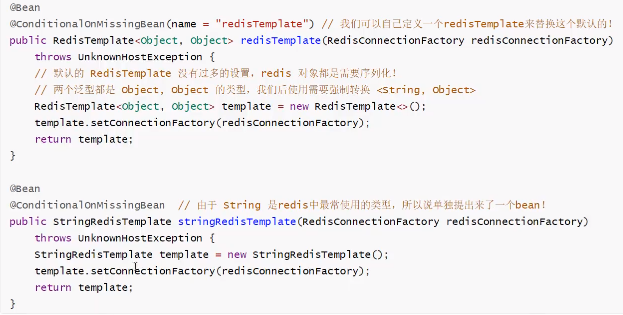 @Bean
@ConditionalOnMissingBean(name = "redisTemplate") // 我们可以自己定义一个redisTemplate来替换这个默认的!
public RedisTemplate<Object, Object> redisTemplate(RedisConnectionFactory redisConnectionFactory)
    throws UnknownHostException {
    // 默认的 RedisTemplate 没有过多的设置，redis 对象都是需要序列化!
    // 两个泛型都是 Object, Object 的类型，我们后使用需要强制转换 <String, Object>
    RedisTemplate<Object, Object> template = new RedisTemplate<>();
    template.setConnectionFactory(redisConnectionFactory);
    return template;
}
@Bean
@ConditionalOnMissingBean  // 由于 String 是redis中最常使用的类型，所以说单独提出来了一个bean!
public StringRedisTemplate stringRedisTemplate(RedisConnectionFactory redisConnectionFactory)
    throws UnknownHostException {
    StringRedisTemplate template = new StringRedisTemplate();
    template.setConnectionFactory(redisConnectionFactory);
    return template;
}